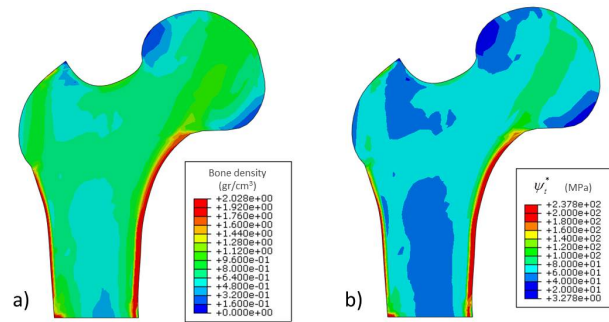 Bone density
(gr/cm³)
+2.028e+00
+1.920e+00
+1.760e+00
+1.600e+00
+1.440e+00
+1.280e+00
+1.120e+00
+9.600e-01
+8.000e-01
+6.400e-01
+4.800e-01
+3.200e-01
+1.600e-01
+0.000e+00
a)
ψₜ* (MPa)
+2.378e+02
+2.000e+02
+1.800e+02
+1.600e+02
+1.400e+02
+1.200e+02
+1.000e+02
+8.000e+01
+6.000e+01
+4.000e+01
+2.000e+01
+3.278e+00
b)